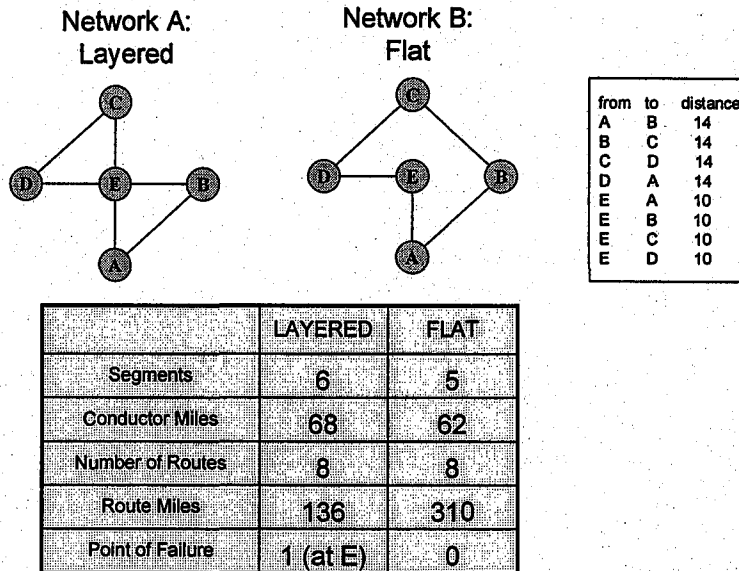 Network A:
Layered
Network B:
Flat
C
D
E
B
A
C
D
E
B
A
from to distance
A B 14
B C 14
C D 14
D A 14
E A 10
E B 10
E C 10
E D 10
LAYERED FLAT
Segments 6 5
Conductor Miles 68 62
Number of Routes 8 8
Route Miles 136 310
Point of Failure 1 (at E) 0